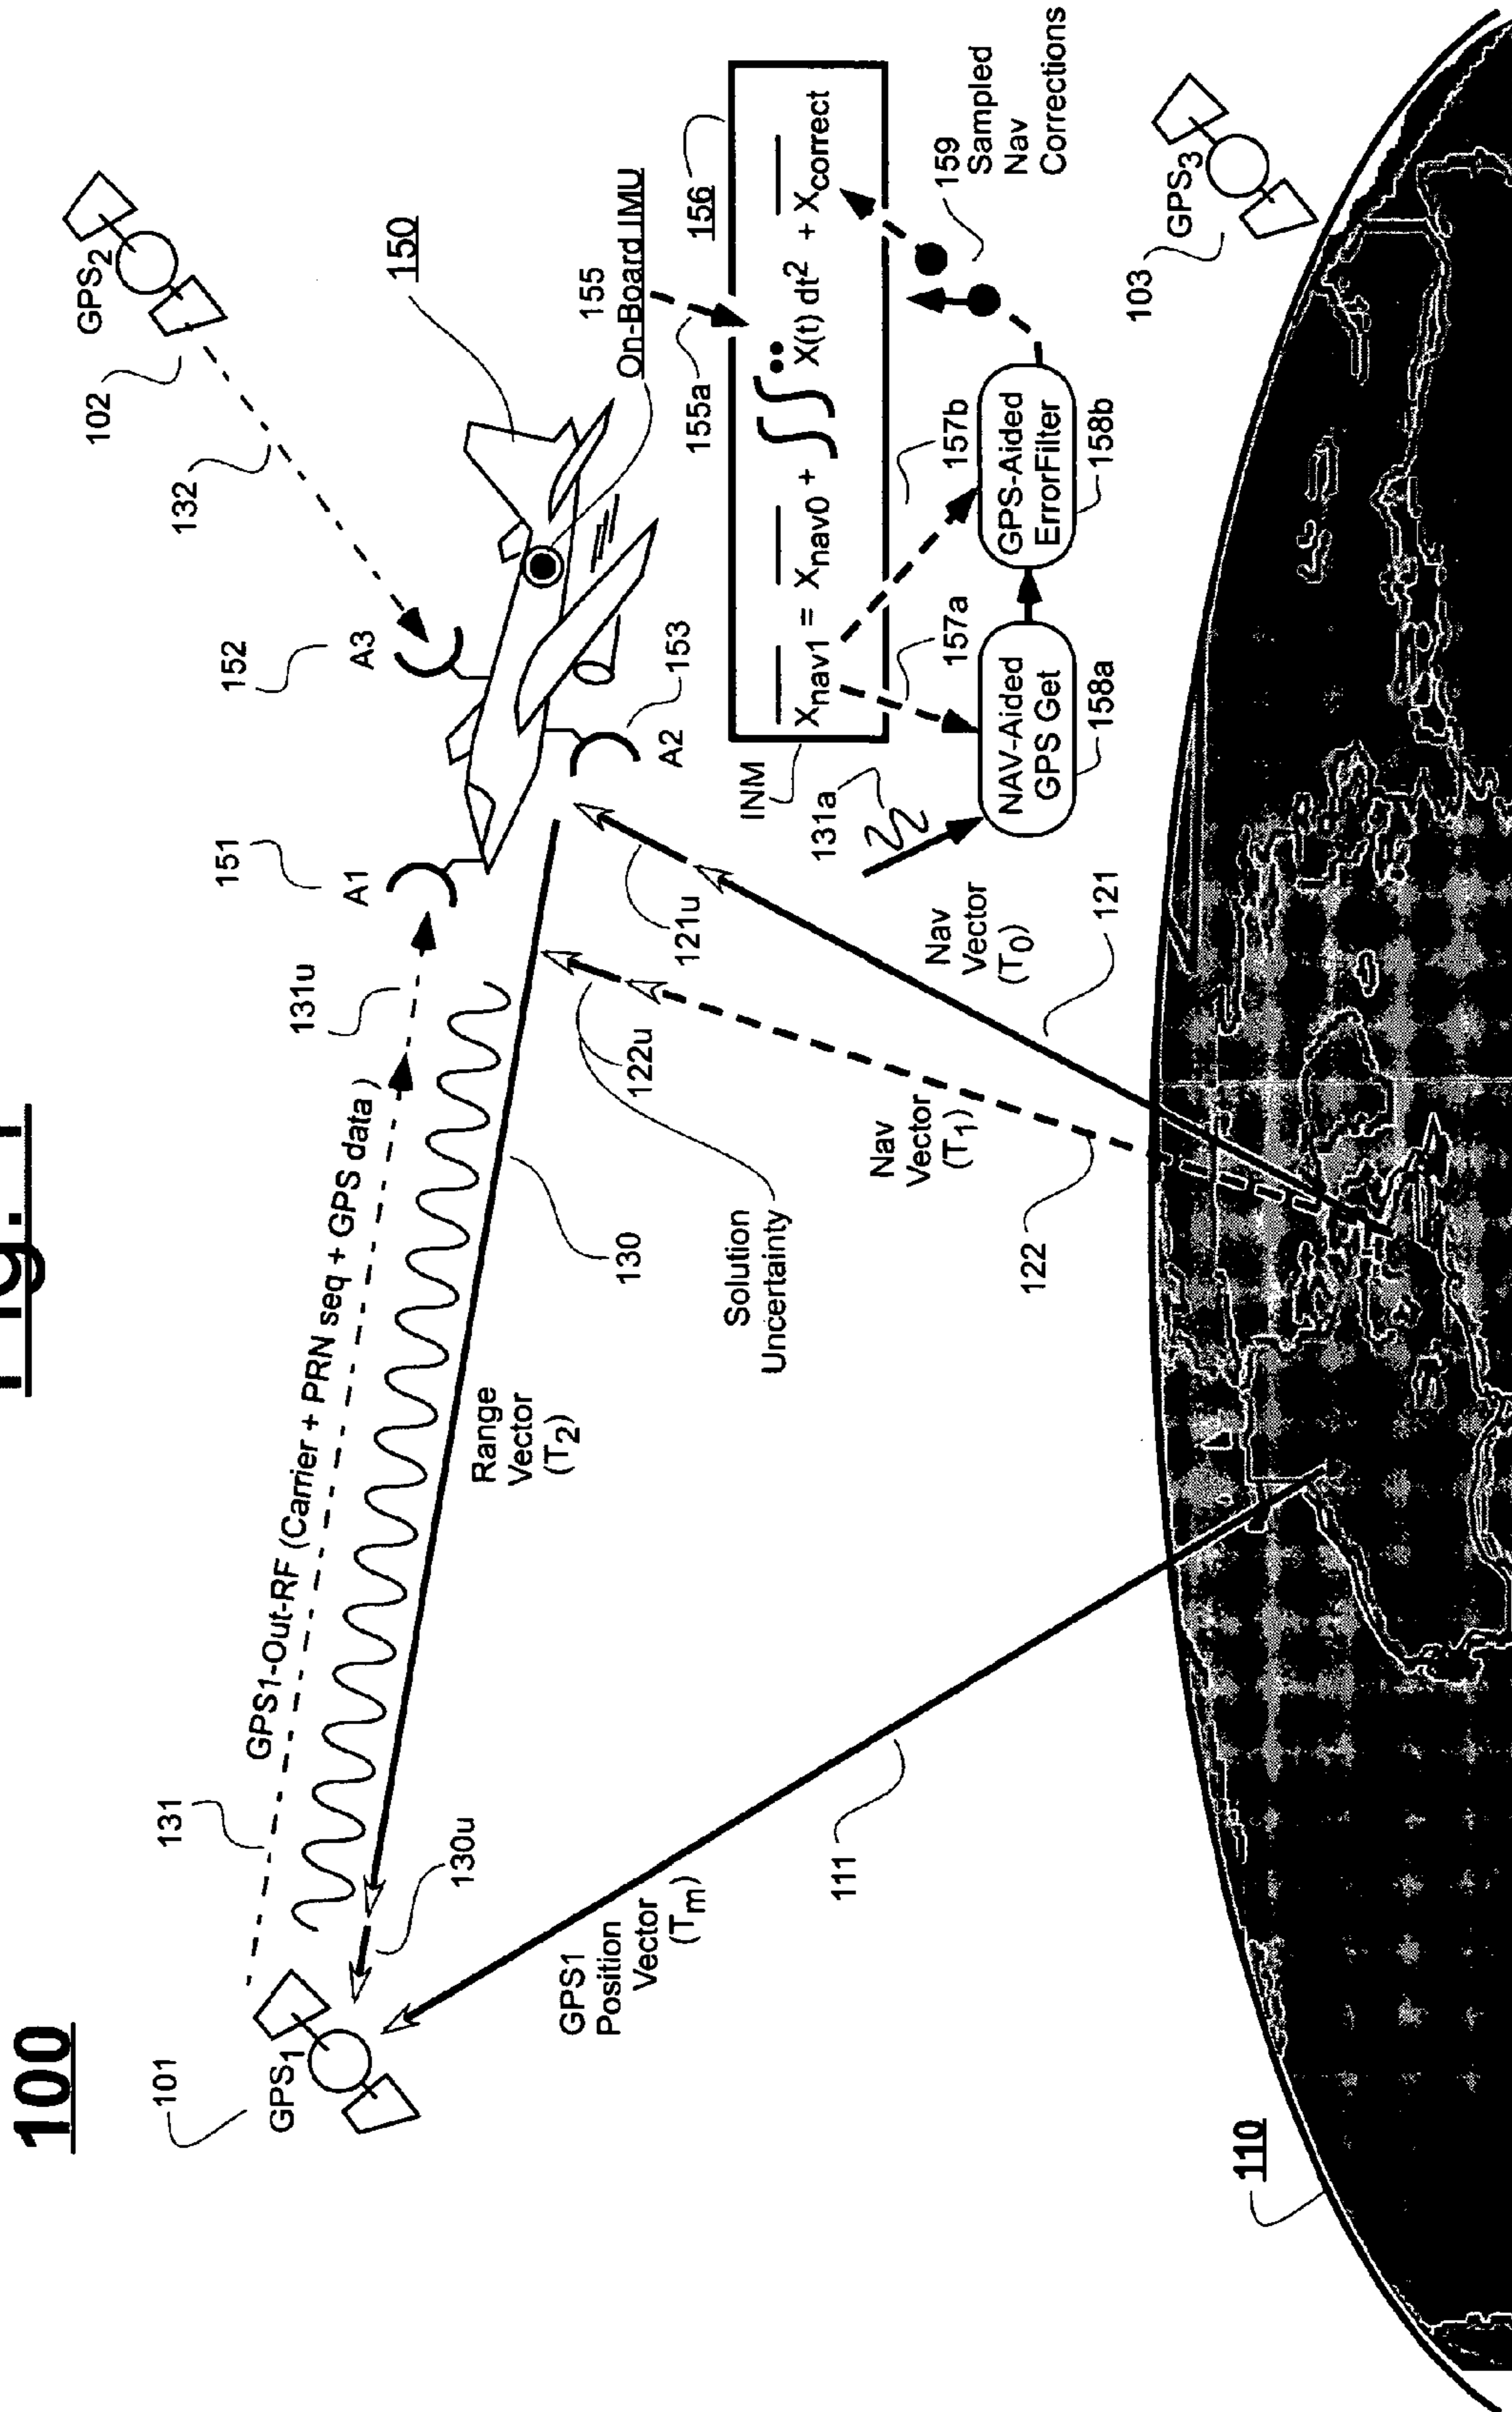 Fig. 1
100
101
GPS1
131
GPS1-Out-RF (Carrier + PRN seq + GPS data )
131u
151
A1
152
A3
132
102
GPS2
150
On-Board IMU
155
155a
156
130u
Range
Vector
(T2)
130
122u
121u
153
A2
INM
Xnav1 = Xnav0 + ∫∫ Ẍ(t) dt2 + Xcorrect
159
Sampled
Nav
Corrections
131a
157a
157b
NAV-Aided
GPS Get
158a
GPS-Aided
ErrorFilter
158b
GPS1
Position
Vector
(Tm)
111
Solution
Uncertainty
Nav
Vector
(T1)
122
Nav
Vector
(T0)
121
103
GPS3
110